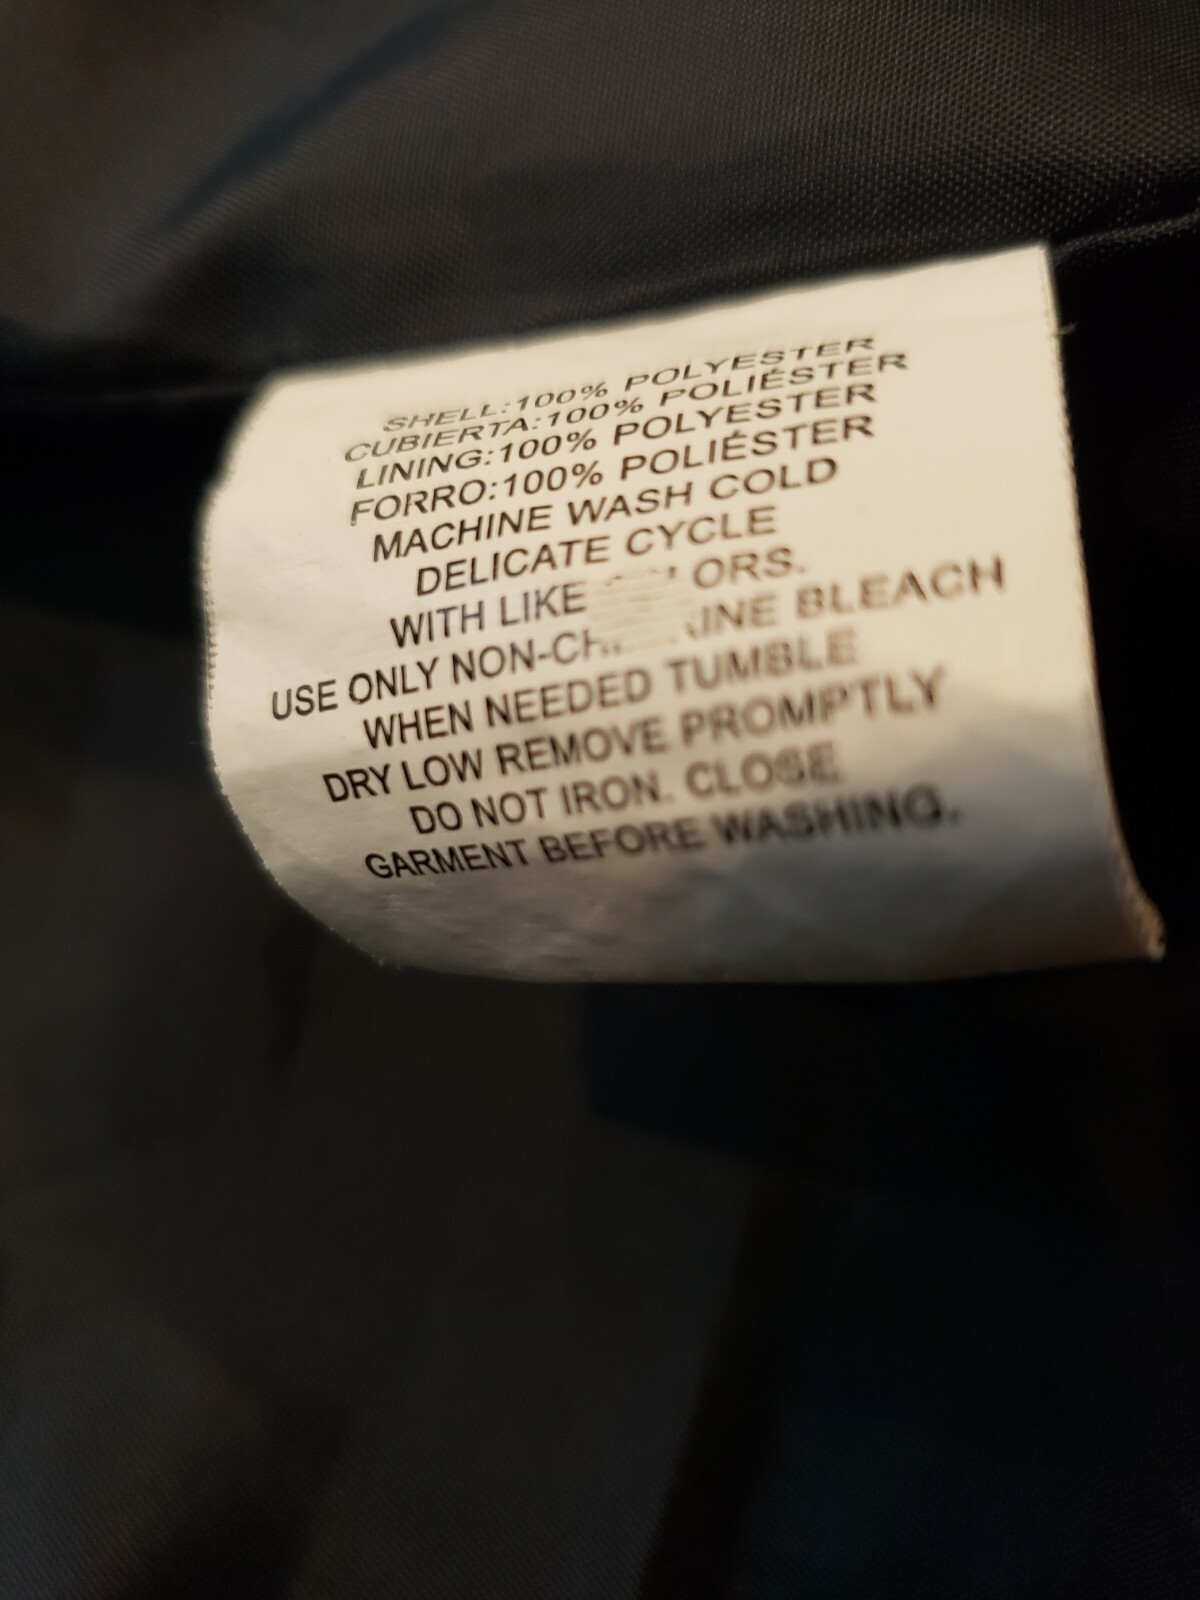 SHELL:100% POLYESTER
CUBIERTA:100% POLIÉSTER
LINING:100% POLYESTER
FORRO:100% POLIÉSTER
MACHINE WASH COLD
DELICATE CYCLE
WITH LIKE
USE ONLY BLEACH
WHEN NEEDED TUMBLE
DRY LOW REMOVE PROMPTLY
DO NOT IRON. CLOSE
GARMENT BEFORE WASHING.